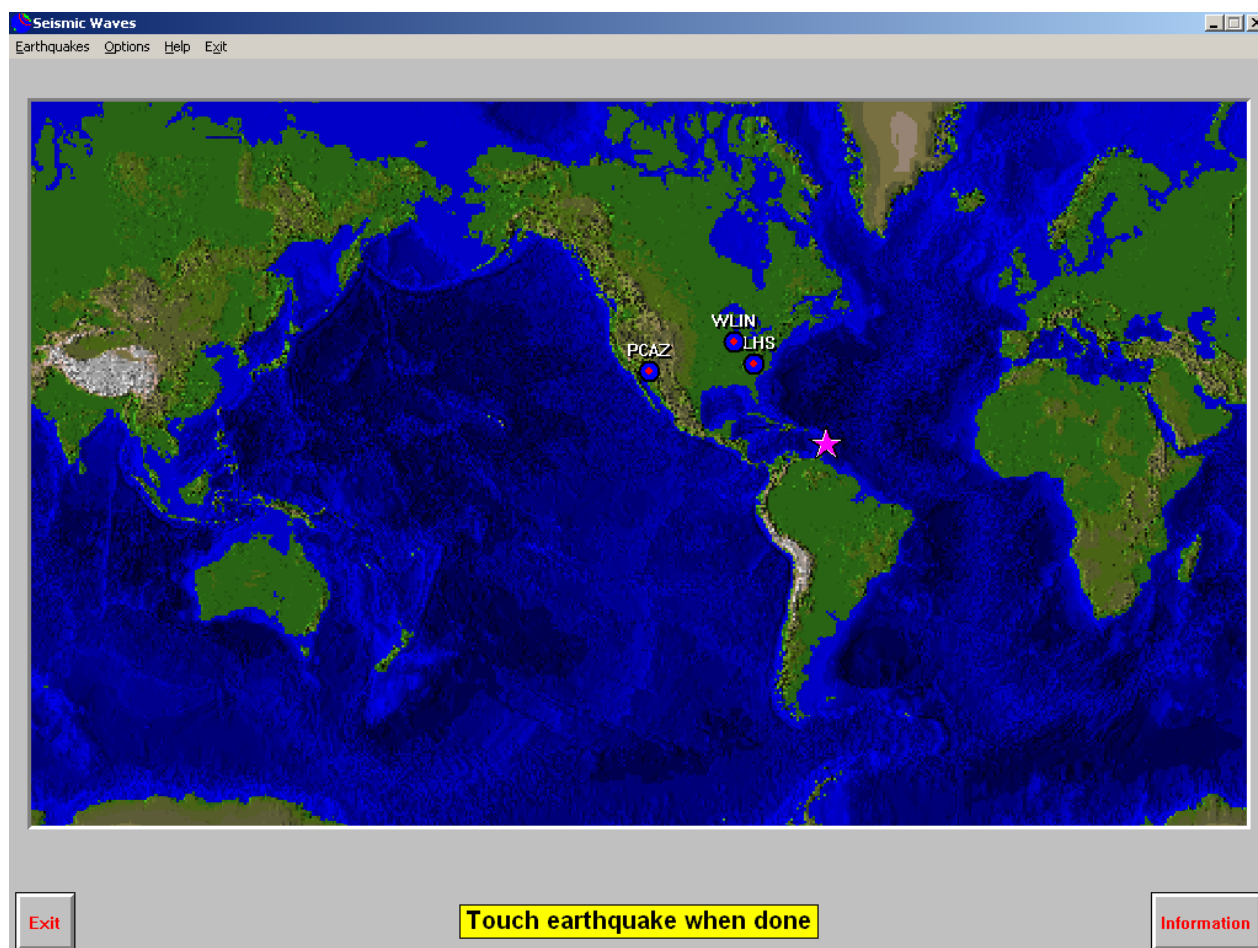 Seismic Waves
Earthquakes Options Help Exit
WLIN
LHS
PCAZ
Exit
Touch earthquake when done
Information